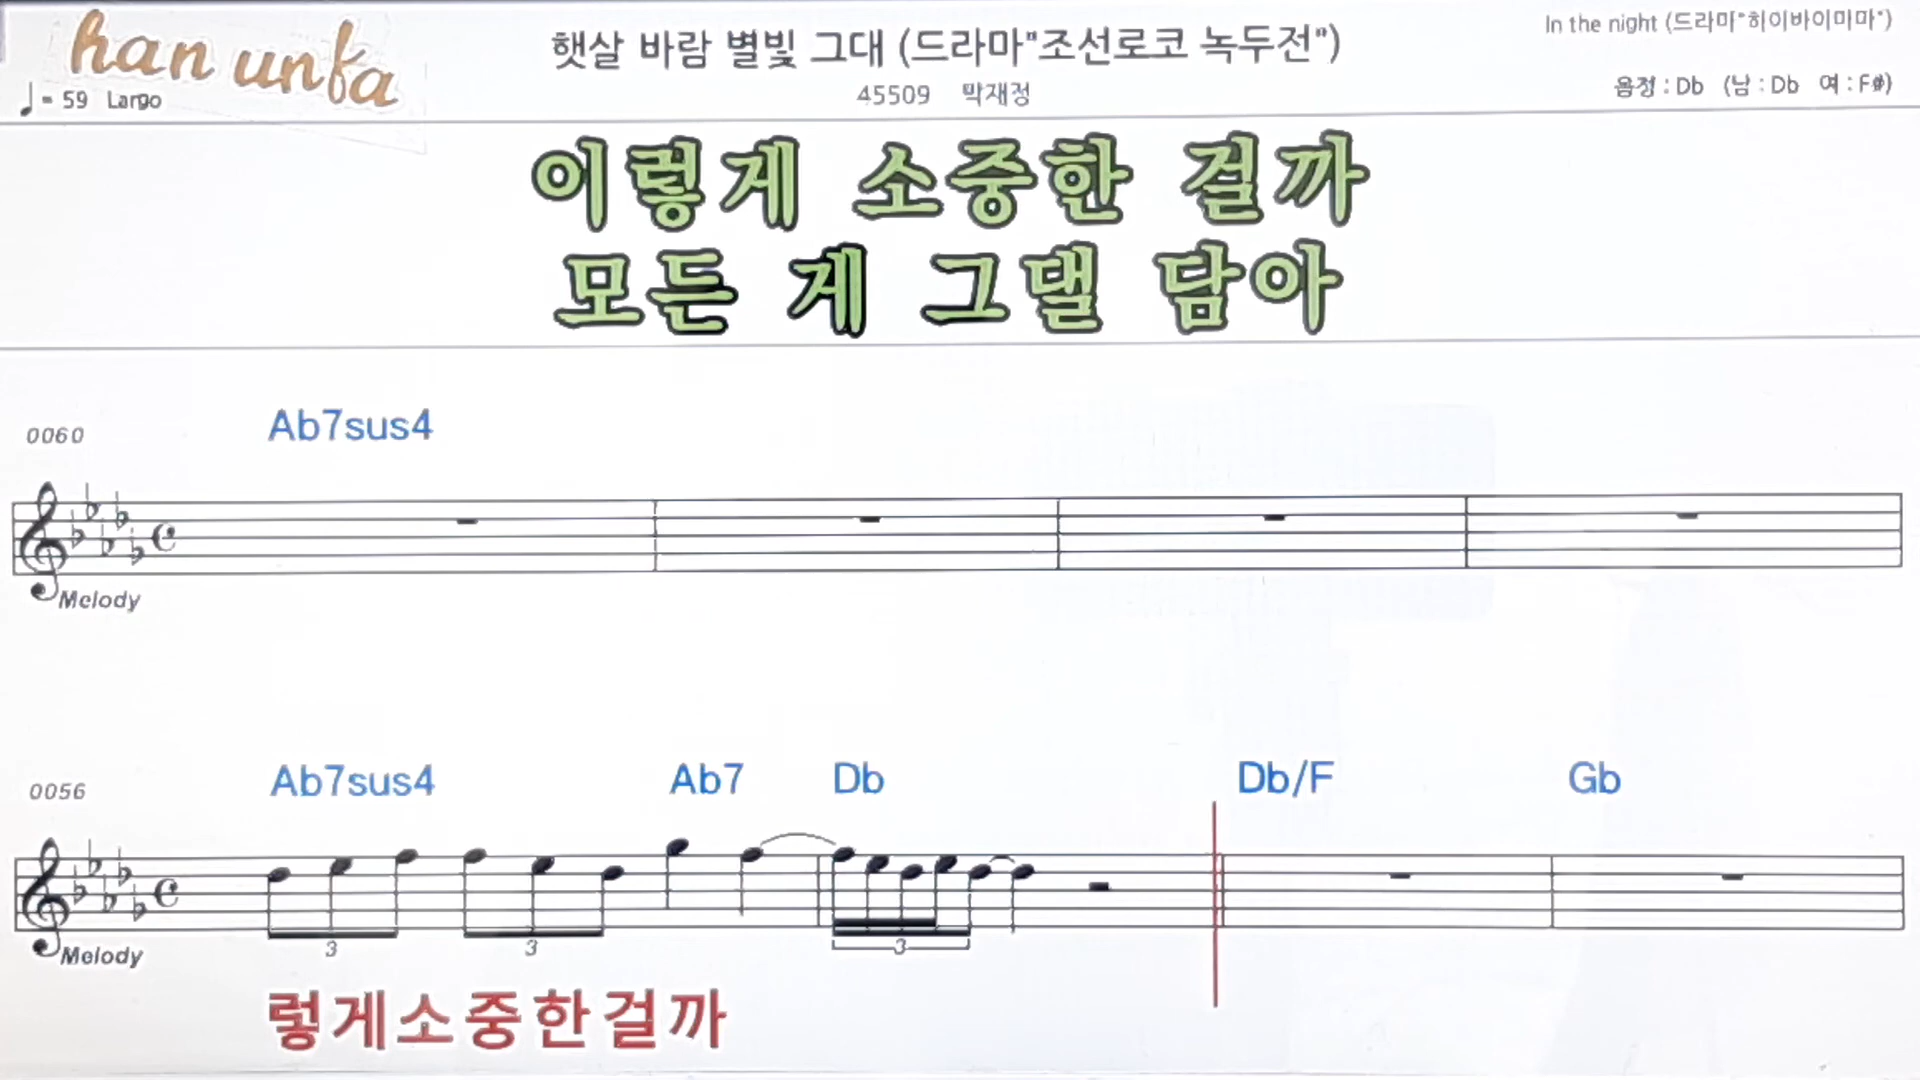 han unfa
햇살 바람 별빛 그대 (드라마"조선로코 녹두전")
In the night (드라마"히이바이마마")
♩= 59 Largo
45509 박재정
음정 : Db (남 : Db 여 : F#)
이렇게 소중한 걸까
모든 게 그댈 담아
0060
Ab7sus4
Melody
0056
Ab7sus4 Ab7 Db Db/F Gb
Melody
3 3 3
렇게소중한걸까